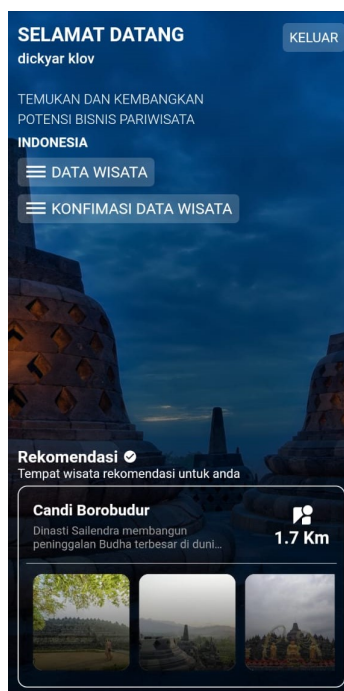 SELAMAT DATANG
KELUAR
dickyar klov
TEMUKAN DAN KEMBANGKAN
POTENSI BISNIS PARIWISATA
INDONESIA
DATA WISATA
KONFIMASI DATA WISATA
Rekomendasi
Tempat wisata rekomendasi untuk anda
Candi Borobudur
Dinasti Sailendra membangun
peninggalan Budha terbesar di duni...
1.7 Km